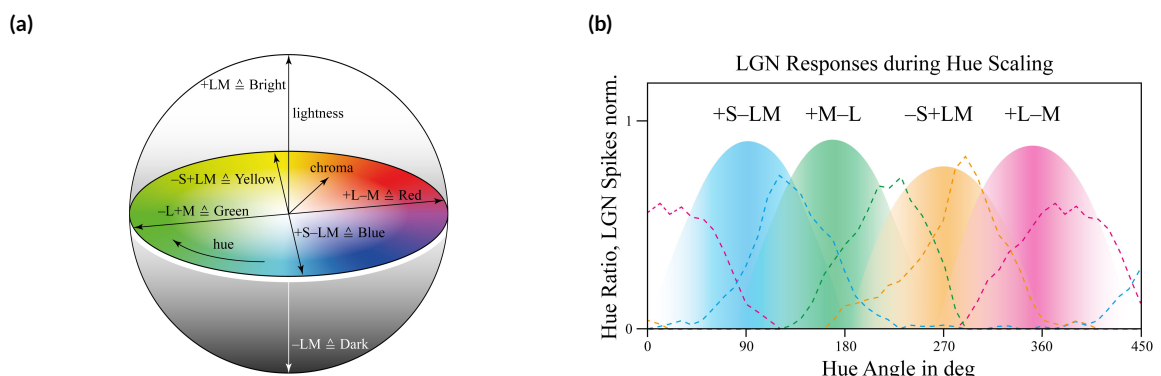 (a)
+LM ≙ Bright
lightness
chroma
–S+LM ≙ Yellow
+L–M ≙ Red
–L+M ≙ Green
+S–LM ≙ Blue
hue
–LM ≙ Dark
(b)
LGN Responses during Hue Scaling
Hue Ratio, LGN Spikes norm.
1
0
+S–LM +M–L –S+LM +L–M
0 90 180 270 360 450
Hue Angle in deg